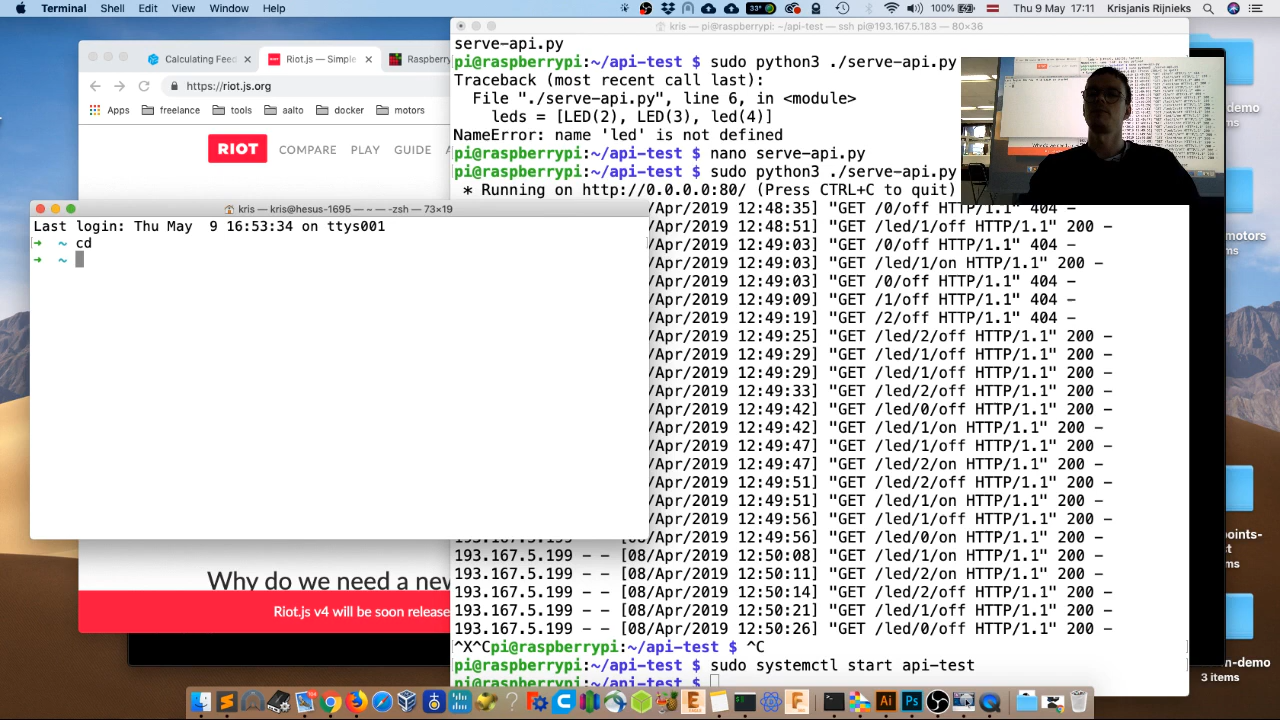 Terminal Shell Edit View Window Help 33° 100% Thu 9 May 17:11 Krisjanis Rijnieks
kris — pi@raspberrypi: ~/api-test — ssh pi@193.167.5.183 — 80×36
serve-api.py
pi@raspberrypi:~/api-test $ sudo python3 ./serve-api.py
Traceback (most recent call last):
File "./serve-api.py", line 6, in <module>
leds = [LED(2), LED(3), led(4)]
NameError: name 'led' is not defined
pi@raspberrypi:~/api-test $ nano serve-api.py
pi@raspberrypi:~/api-test $ sudo python3 ./serve-api.py
* Running on http://0.0.0.0:80/ (Press CTRL+C to quit)
/Apr/2019 12:48:35] "GET /0/off HTTP/1.1" 404 -
/Apr/2019 12:48:51] "GET /led/1/off HTTP/1.1" 200 -
/Apr/2019 12:49:03] "GET /0/off HTTP/1.1" 404 -
/Apr/2019 12:49:03] "GET /led/1/on HTTP/1.1" 200 -
/Apr/2019 12:49:03] "GET /0/off HTTP/1.1" 404 -
/Apr/2019 12:49:09] "GET /1/off HTTP/1.1" 404 -
/Apr/2019 12:49:19] "GET /2/off HTTP/1.1" 404 -
/Apr/2019 12:49:25] "GET /led/2/off HTTP/1.1" 200 -
/Apr/2019 12:49:29] "GET /led/1/off HTTP/1.1" 200 -
/Apr/2019 12:49:29] "GET /led/1/off HTTP/1.1" 200 -
/Apr/2019 12:49:33] "GET /led/2/off HTTP/1.1" 200 -
/Apr/2019 12:49:42] "GET /led/0/off HTTP/1.1" 200 -
/Apr/2019 12:49:42] "GET /led/1/on HTTP/1.1" 200 -
/Apr/2019 12:49:47] "GET /led/1/off HTTP/1.1" 200 -
/Apr/2019 12:49:47] "GET /led/2/on HTTP/1.1" 200 -
/Apr/2019 12:49:51] "GET /led/2/off HTTP/1.1" 200 -
/Apr/2019 12:49:51] "GET /led/1/on HTTP/1.1" 200 -
/Apr/2019 12:49:56] "GET /led/1/off HTTP/1.1" 200 -
193.167.5.199 - - [08/Apr/2019 12:49:56] "GET /led/0/on HTTP/1.1" 200 -
193.167.5.199 - - [08/Apr/2019 12:50:08] "GET /led/1/on HTTP/1.1" 200 -
193.167.5.199 - - [08/Apr/2019 12:50:11] "GET /led/2/on HTTP/1.1" 200 -
193.167.5.199 - - [08/Apr/2019 12:50:14] "GET /led/2/off HTTP/1.1" 200 -
193.167.5.199 - - [08/Apr/2019 12:50:21] "GET /led/1/off HTTP/1.1" 200 -
193.167.5.199 - - [08/Apr/2019 12:50:26] "GET /led/0/off HTTP/1.1" 200 -
^X^Cpi@raspberrypi:~/api-test $ ^C
pi@raspberrypi:~/api-test $ sudo systemctl start api-test
pi@raspberrypi:~/api-test $
Calculating Feed Riot.js — Simple Raspberry
https://riot.js.org
Apps freelance tools aalto docker motors
RIOT COMPARE PLAY GUIDE
kris — kris@hesus-1695 — ~ — -zsh — 73×19
Last login: Thu May 9 16:53:34 on ttys001
➜ ~ cd
➜ ~
Why do we need a new
Riot.js v4 will be soon release
3 items